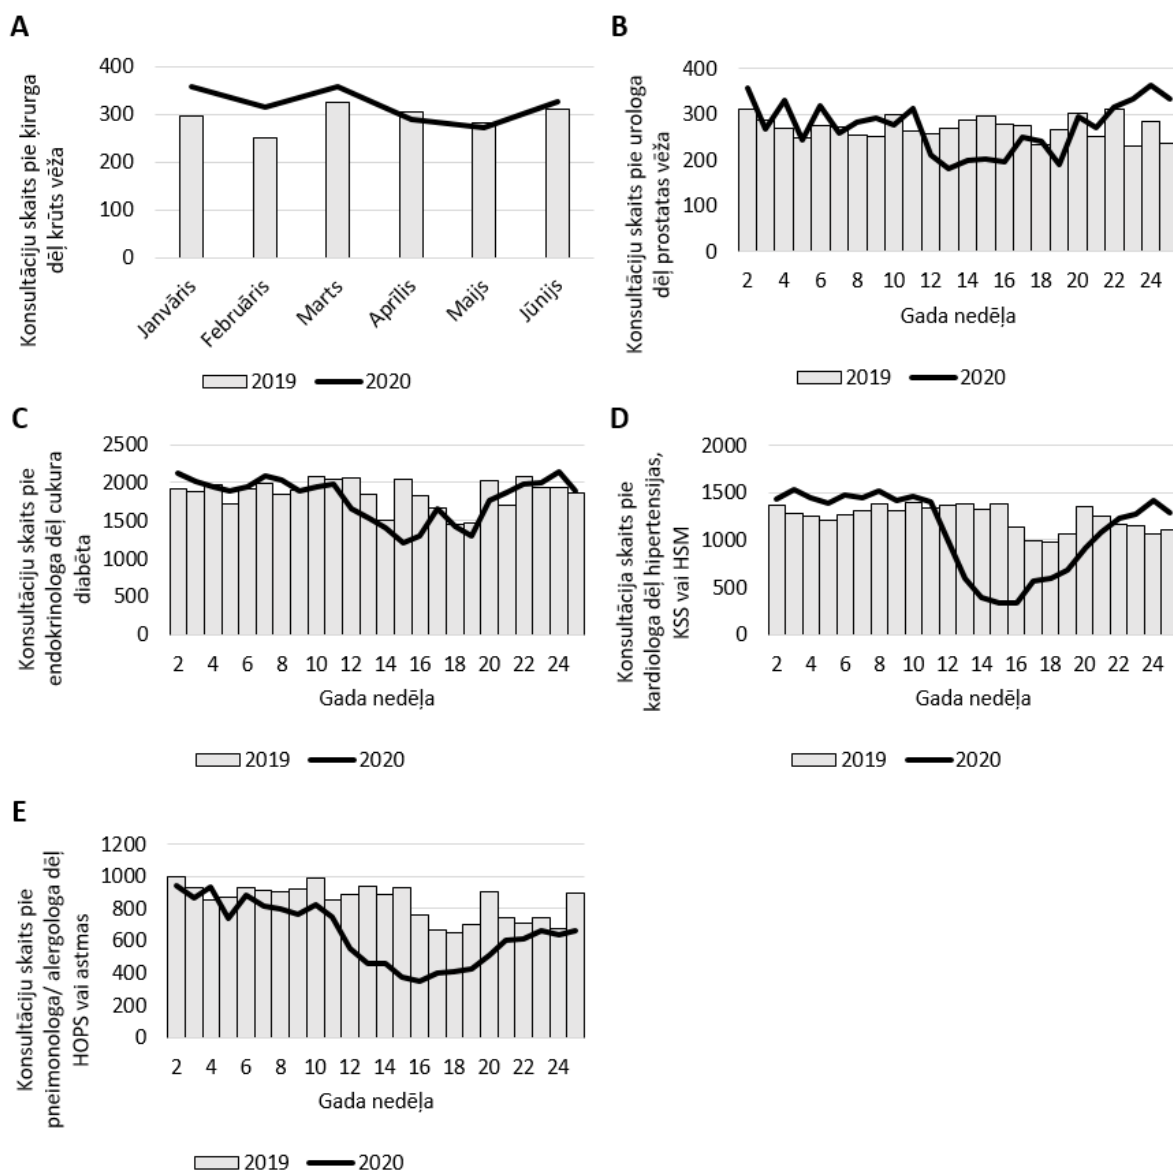 A
Konsultāciju skaits pie ķirurga
dēļ krūts vēža
400
300
200
100
0
Janvāris
Februāris
Marts
Aprīlis
Maijs
Jūnijs
2019
2020
B
Konsultāciju skaits pie urologa
dēļ prostatas vēža
400
300
200
100
0
2 4 6 8 10 12 14 16 18 20 22 24
Gada nedēļa
2019
2020
C
Konsultāciju skaits pie
endokrinologa dēļ cukura
diabēta
2500
2000
1500
1000
500
0
2 4 6 8 10 12 14 16 18 20 22 24
Gada nedēļa
2019
2020
D
Konsultācija skaits pie
kardiologa dēļ hipertensijas,
KSS vai HSM
2000
1500
1000
500
0
2 4 6 8 10 12 14 16 18 20 22 24
Gada nedēļa
2019
2020
E
Konsultāciju skaits pie
pneimonologa/ alergologa dēļ
HOPS vai astmas
1200
1000
800
600
400
200
0
2 4 6 8 10 12 14 16 18 20 22 24
Gada nedēļa
2019
2020